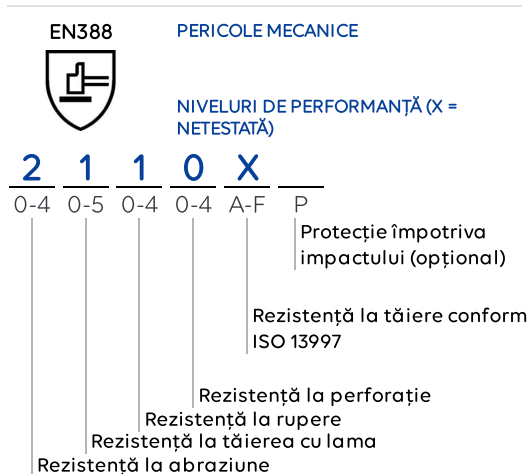 EN388
PERICOLE MECANICE
NIVELURI DE PERFORMANȚĂ (X =
NETESTATĂ)
2 1 1 0 X
0-4 0-5 0-4 0-4 A-F P
Protecție împotriva
impactului (opțional)
Rezistență la tăiere conform
ISO 13997
Rezistență la perforație
Rezistență la rupere
Rezistență la tăierea cu lama
Rezistență la abraziune